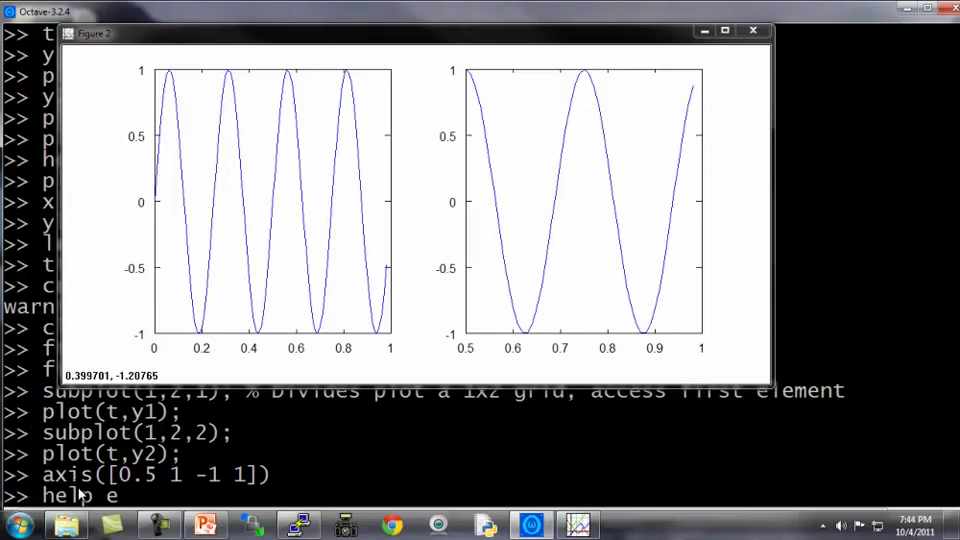 Octave-3.2.4
>> t
>> y
Figure 2
>> p
>> y
>> p
>> p
>> h
>> p
>> x
>> y
>> l
>> t
>> c
warn
>> c
>> f
>> f
1
0.5
0
-0.5
-1
0 0.2 0.4 0.6 0.8 1
1
0.5
0
-0.5
-1
0.5 0.6 0.7 0.8 0.9 1
0.399701, -1.20765
>> subplot(1,2,1); % Divides plot a 1x2 grid, access first element
>> plot(t,y1);
>> subplot(1,2,2);
>> plot(t,y2);
>> axis([0.5 1 -1 1])
>> help e
7:44 PM
10/4/2011